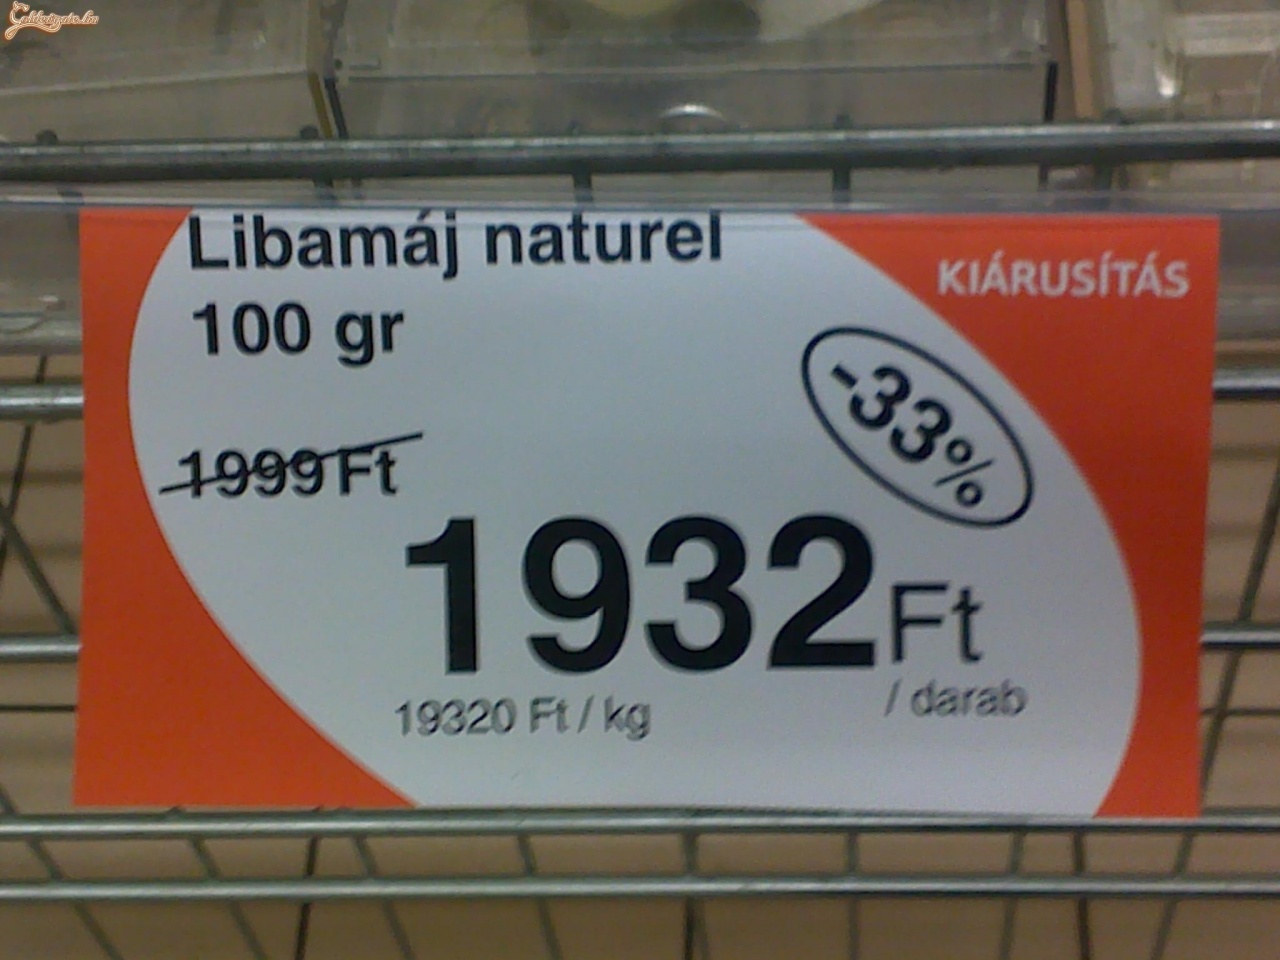 Libamáj naturel
100 gr
KIÁRUSÍTÁS
-33%
1999 Ft
1932 Ft
19320 Ft / kg
/ darab